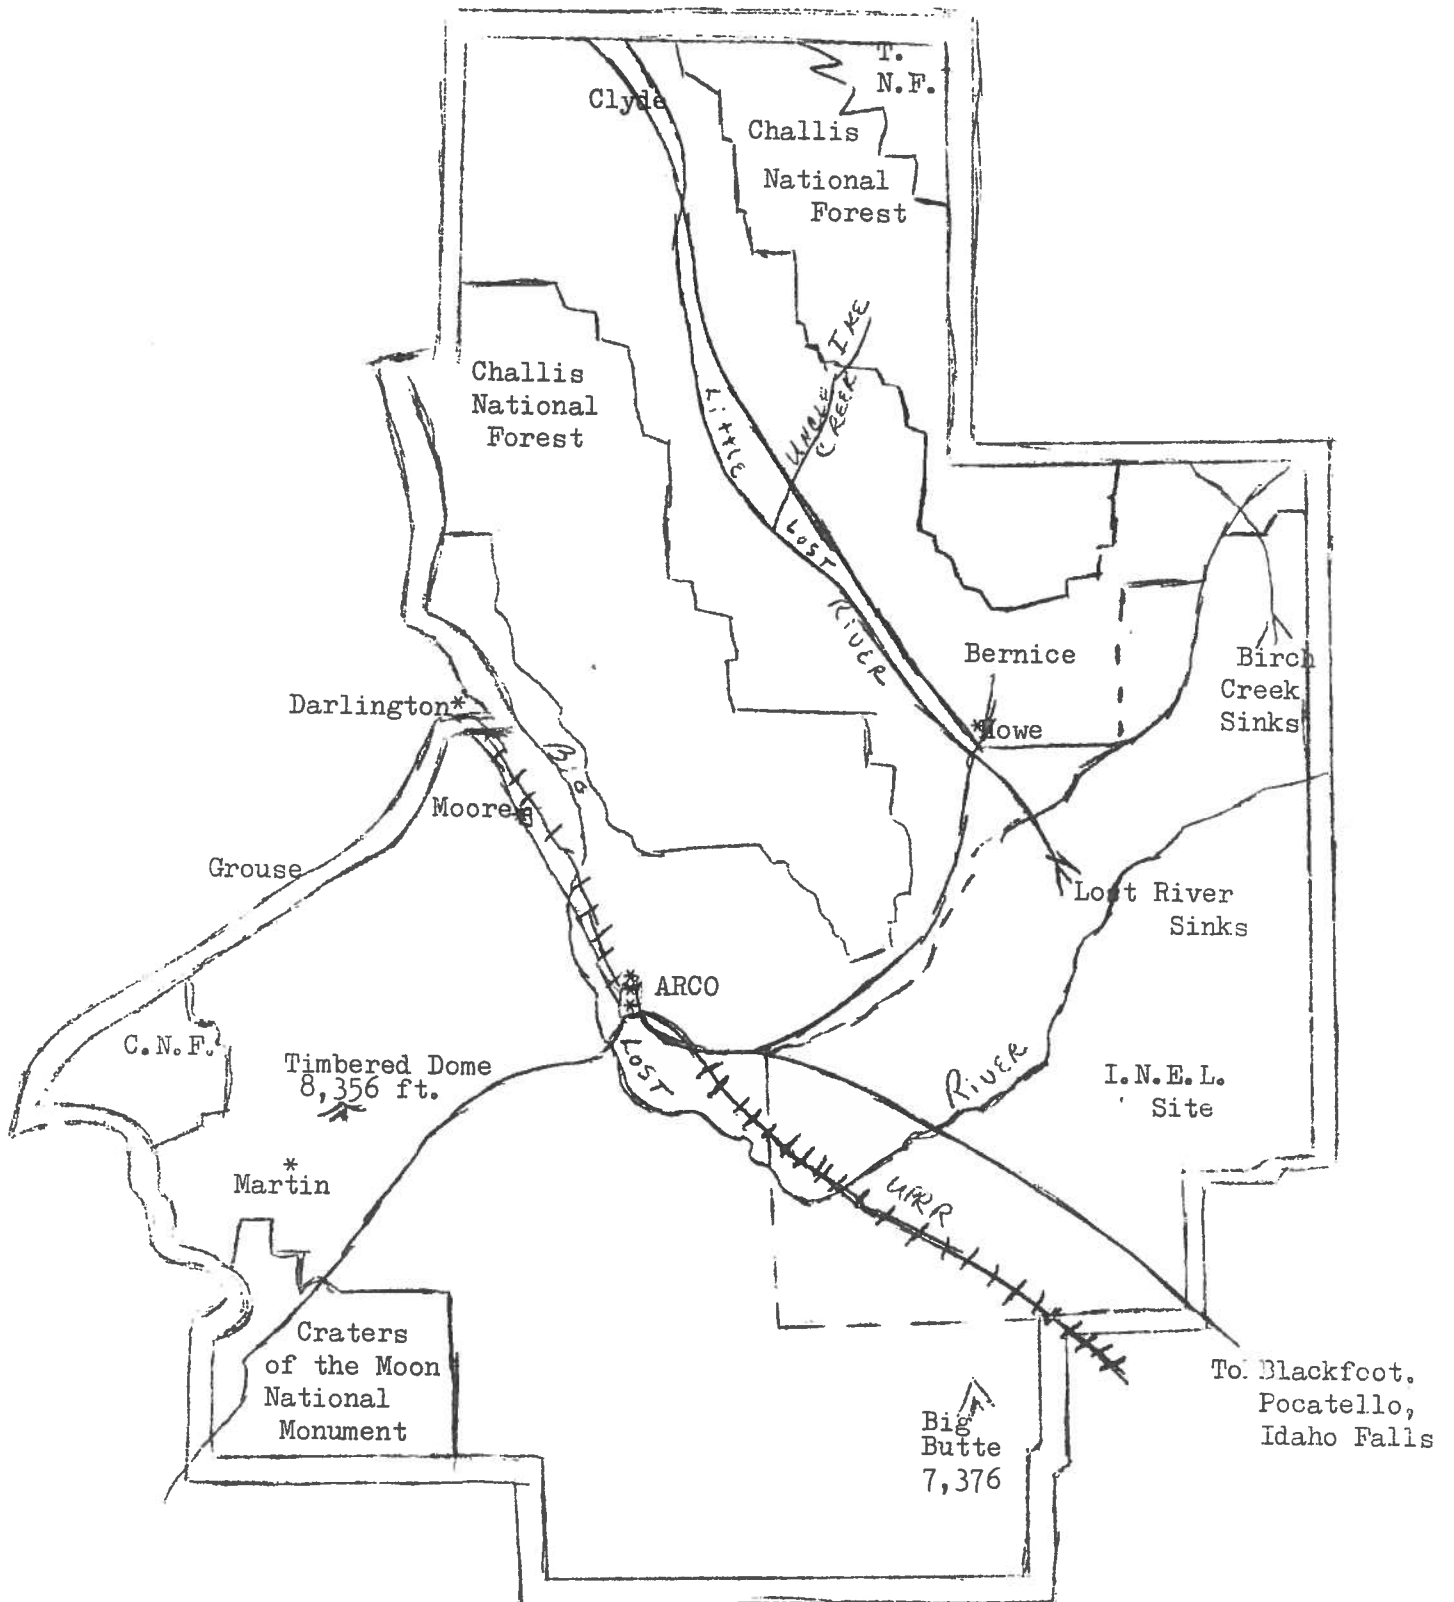 T.
N.F.
Clyde
Challis
National
Forest
UNCLE IKE
CREEK
Challis
National
Forest
LiTTlE
LOST
RiVER
Bernice
Birch
Creek
Sinks
Darlington*
*Howe
Big
Moore
Grouse
Lost River
Sinks
ARCO
C.N.F.
Timbered Dome
8,356 ft.
LOST
RiVER
I.N.E.L.
Site
*
Martin
UPRR
Craters
of the Moon
National
Monument
To Blackfoot,
Pocatello,
Idaho Falls
Big
Butte
7,376